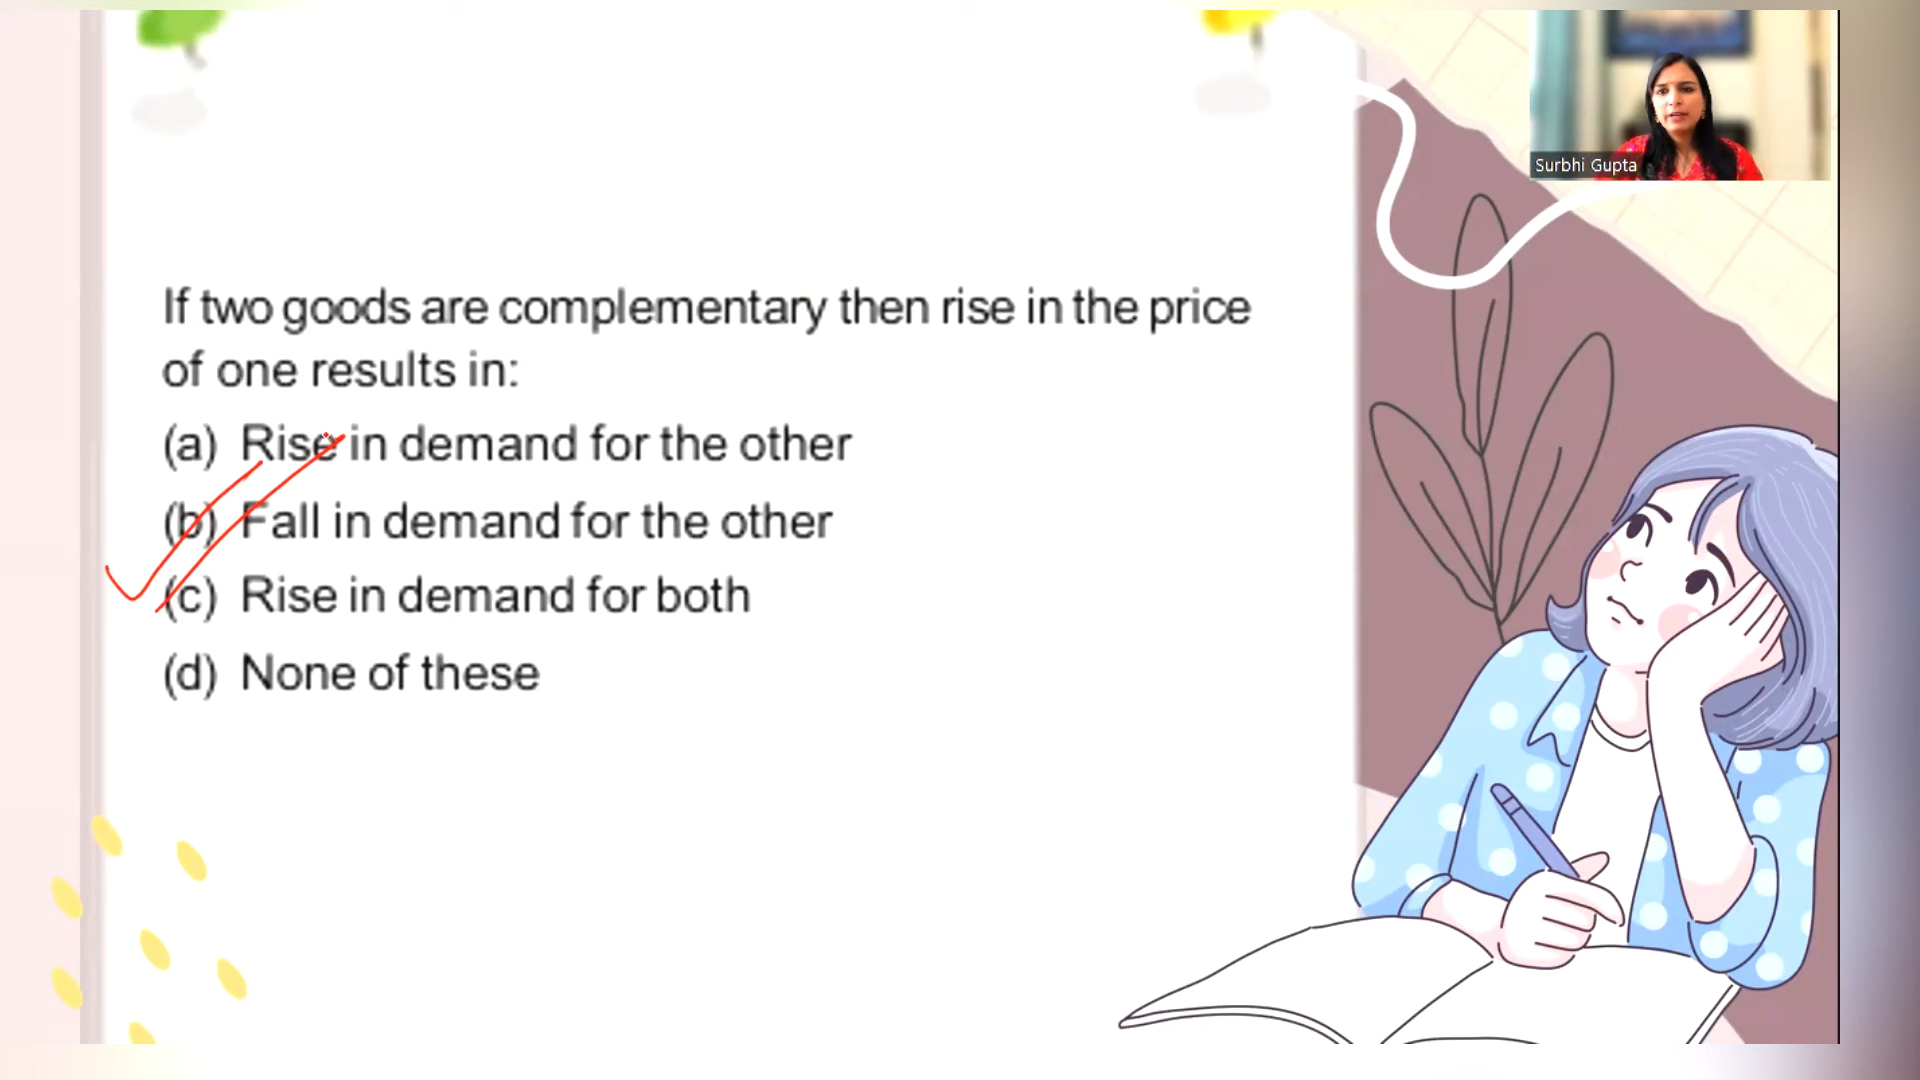 Surbhi Gupta
If two goods are complementary then rise in the price
of one results in:
(a) Rise in demand for the other
(b) Fall in demand for the other
(c) Rise in demand for both
(d) None of these